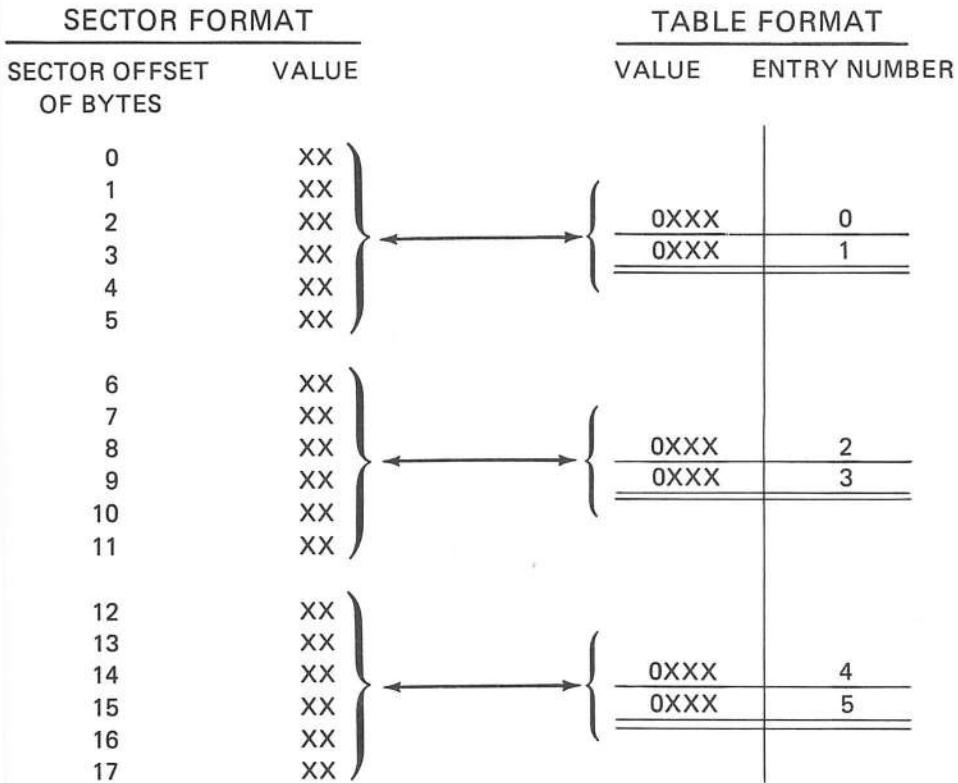 SECTOR FORMAT TABLE FORMAT
SECTOR OFFSET VALUE VALUE ENTRY NUMBER
OF BYTES
0 XX
1 XX
2 XX 0XXX 0
3 XX 0XXX 1
4 XX
5 XX
6 XX
7 XX
8 XX 0XXX 2
9 XX 0XXX 3
10 XX
11 XX
12 XX
13 XX
14 XX 0XXX 4
15 XX 0XXX 5
16 XX
17 XX